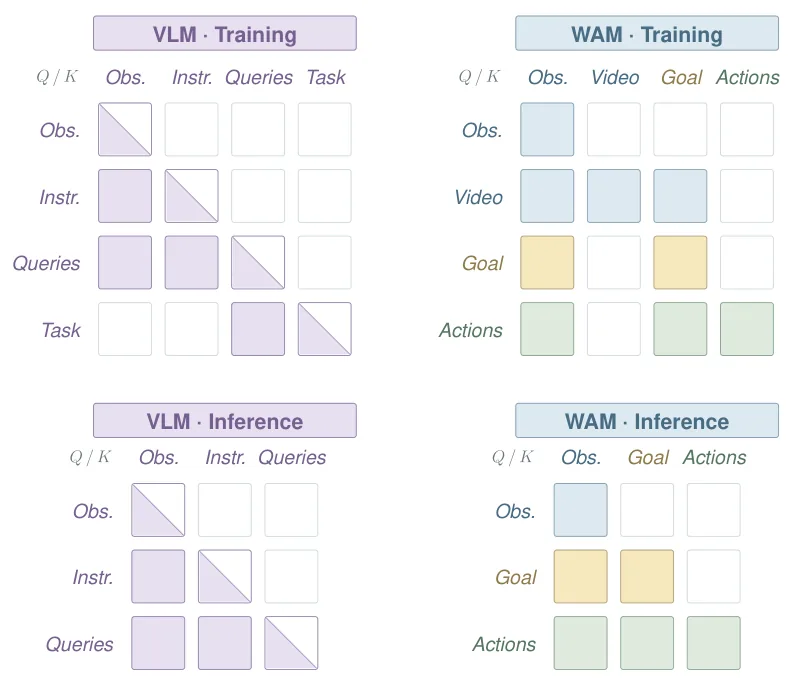 VLM · Training
Q / K Obs. Instr. Queries Task
Obs.
Instr.
Queries
Task
WAM · Training
Q / K Obs. Video Goal Actions
Obs.
Video
Goal
Actions
VLM · Inference
Q / K Obs. Instr. Queries
Obs.
Instr.
Queries
WAM · Inference
Q / K Obs. Goal Actions
Obs.
Goal
Actions